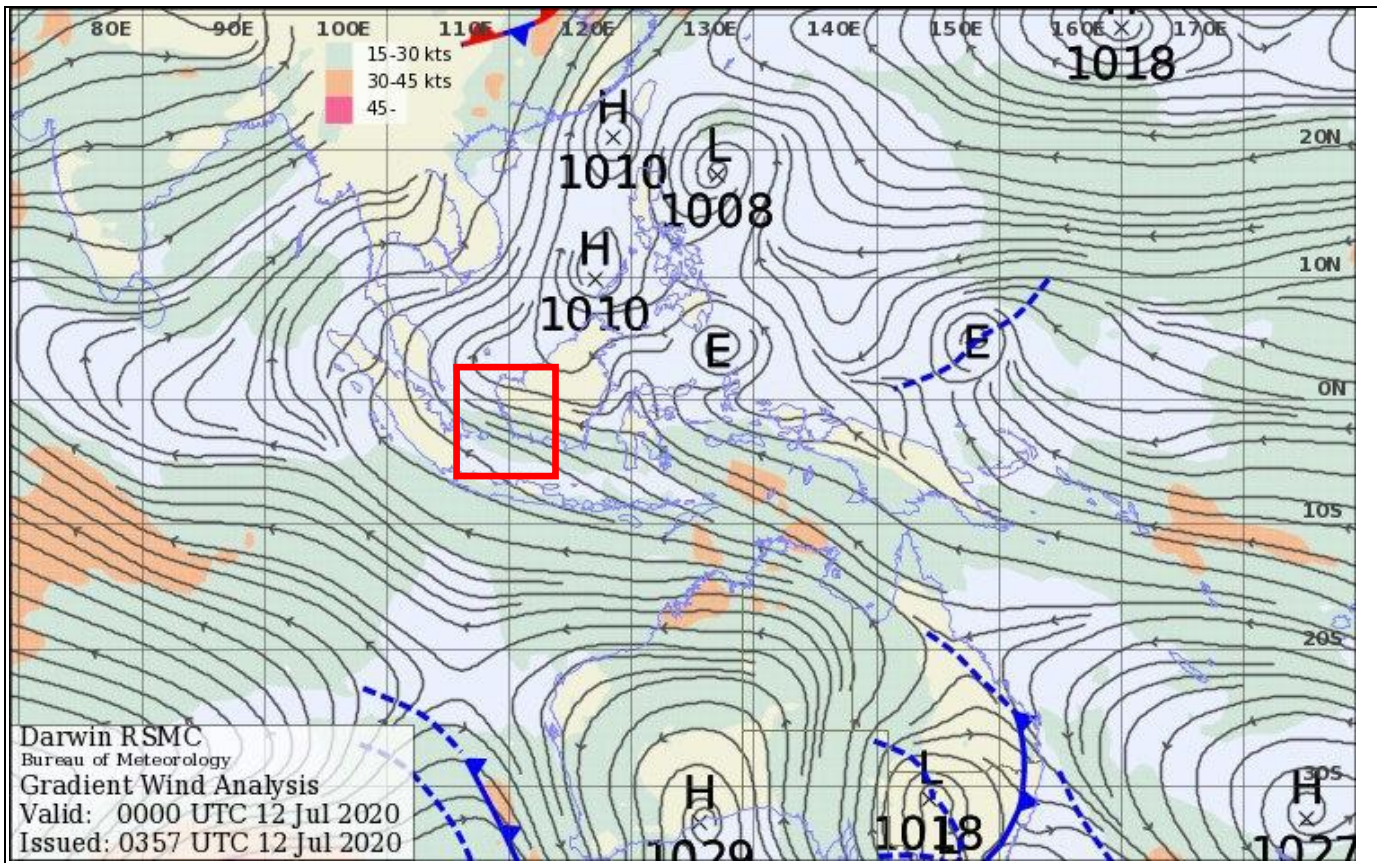 80E 90E 100E 110E 120E 130E 140E 150E 160E 170E
15-30 kts
30-45 kts
45-
1018
H
1010
L
1008
20N
H
1010
10N
E
E
0N
10S
20S
30S
H
1029
L
1018
H
1027
Darwin RSMC
Bureau of Meteorology
Gradient Wind Analysis
Valid: 0000 UTC 12 Jul 2020
Issued: 0357 UTC 12 Jul 2020